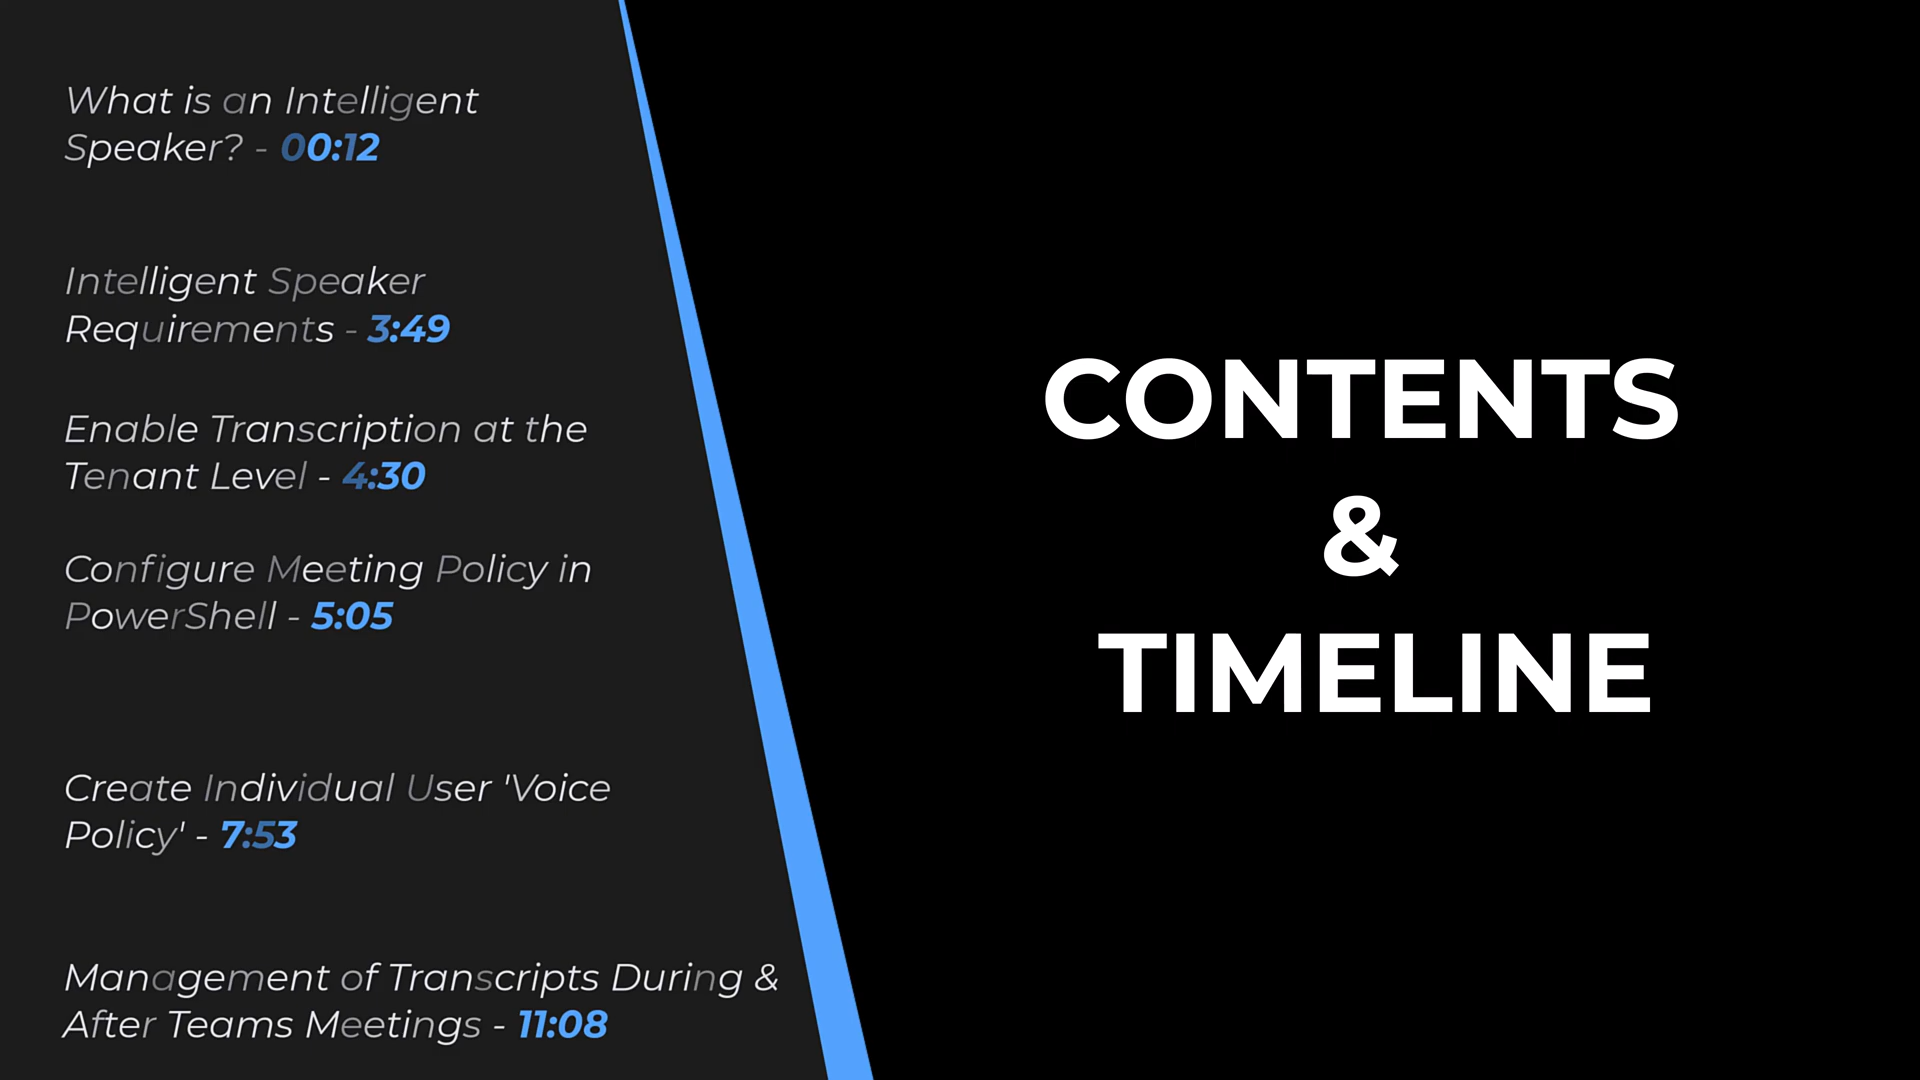 What is an Intelligent
Speaker? - 00:12
Intelligent Speaker
Requirements - 3:49
Enable Transcription at the
Tenant Level - 4:30
Configure Meeting Policy in
PowerShell - 5:05
Create Individual User 'Voice
Policy' - 7:53
Management of Transcripts During &
After Teams Meetings - 11:08
CONTENTS
&
TIMELINE